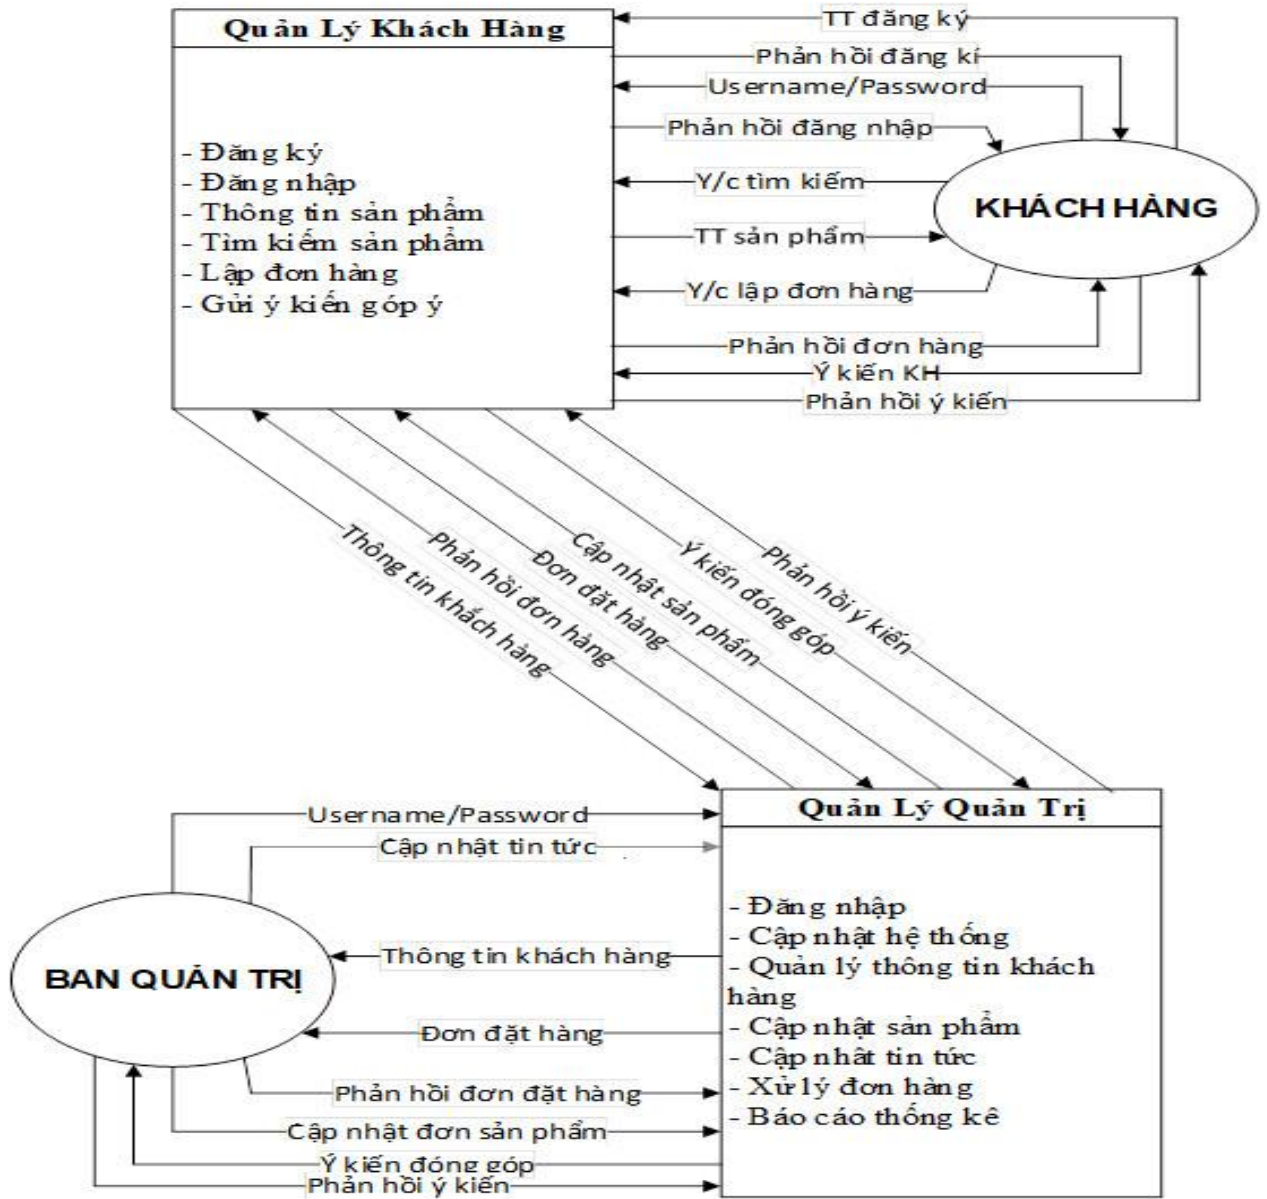 Quản Lý Khách Hàng
- Đăng ký
- Đăng nhập
- Thông tin sản phẩm
- Tìm kiếm sản phẩm
- Lập đơn hàng
- Gửi ý kiến góp ý
TT đăng ký
Phản hồi đăng kí
Username/Password
Phản hồi đăng nhập
Y/c tìm kiếm
TT sản phẩm
Y/c lập đơn hàng
Phản hồi đơn hàng
Ý kiến KH
Phản hồi ý kiến
KHÁCH HÀNG
Thông tin khách hàng
Phản hồi đơn hàng
Đơn đặt hàng
Cập nhật sản phẩm
Ý kiến đóng góp
Phản hồi ý kiến
BAN QUẢN TRỊ
Username/Password
Cập nhật tin tức
Thông tin khách hàng
Đơn đặt hàng
Phản hồi đơn đặt hàng
Cập nhật đơn sản phẩm
Ý kiến đóng góp
Phản hồi ý kiến
Quản Lý Quản Trị
- Đăng nhập
- Cập nhật hệ thống
- Quản lý thông tin khách
hàng
- Cập nhật sản phẩm
- Cập nhât tin tức
- Xử lý đơn hàng
- Báo cáo thống kê